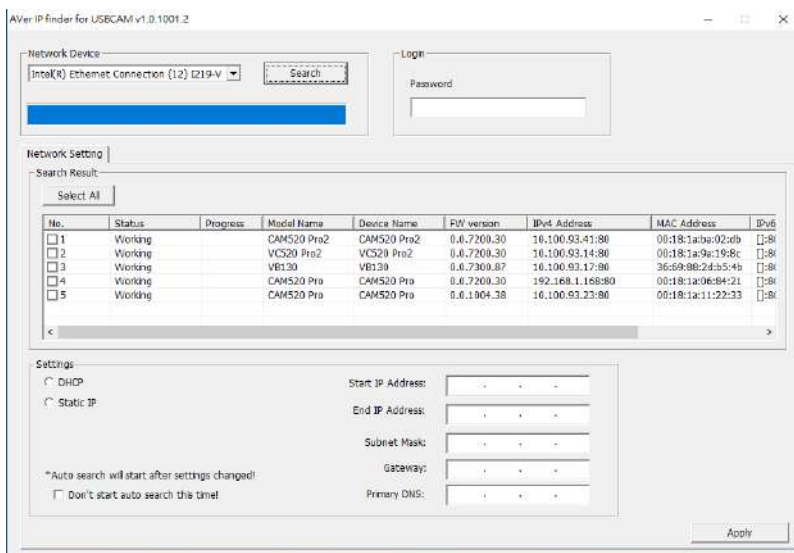 AVer IP finder for USBCAM v1.0.1001.2
Network Device
Intel(R) Ethernet Connection (12) I219-V
Search
Login
Password
Network Setting
Search Result
Select All
No. Status Progress Model Name Device Name FW version IPv4 Address MAC Address IPv6
1 Working CAM520 Pro2 CAM520 Pro2 0.0.7200.30 10.100.93.41:80 00:18:1a:ba:02:db []:80
2 Working VC520 Pro2 VC520 Pro2 0.0.7200.30 10.100.93.14:80 00:18:1a:9a:19:8c []:80
3 Working VB130 VB130 0.0.7300.87 10.100.93.17:80 36:69:88:2d:b5:4b []:80
4 Working CAM520 Pro CAM520 Pro 0.0.7200.30 192.168.1.168:80 00:18:1a:06:84:21 []:80
5 Working CAM520 Pro CAM520 Pro 0.0.1004.38 10.100.93.23:80 00:18:1a:11:22:33 []:80
Settings
DHCP
Static IP
Start IP Address:
End IP Address:
Subnet Mask:
Gateway:
Primary DNS:
*Auto search will start after settings changed!
Don't start auto search this time!
Apply